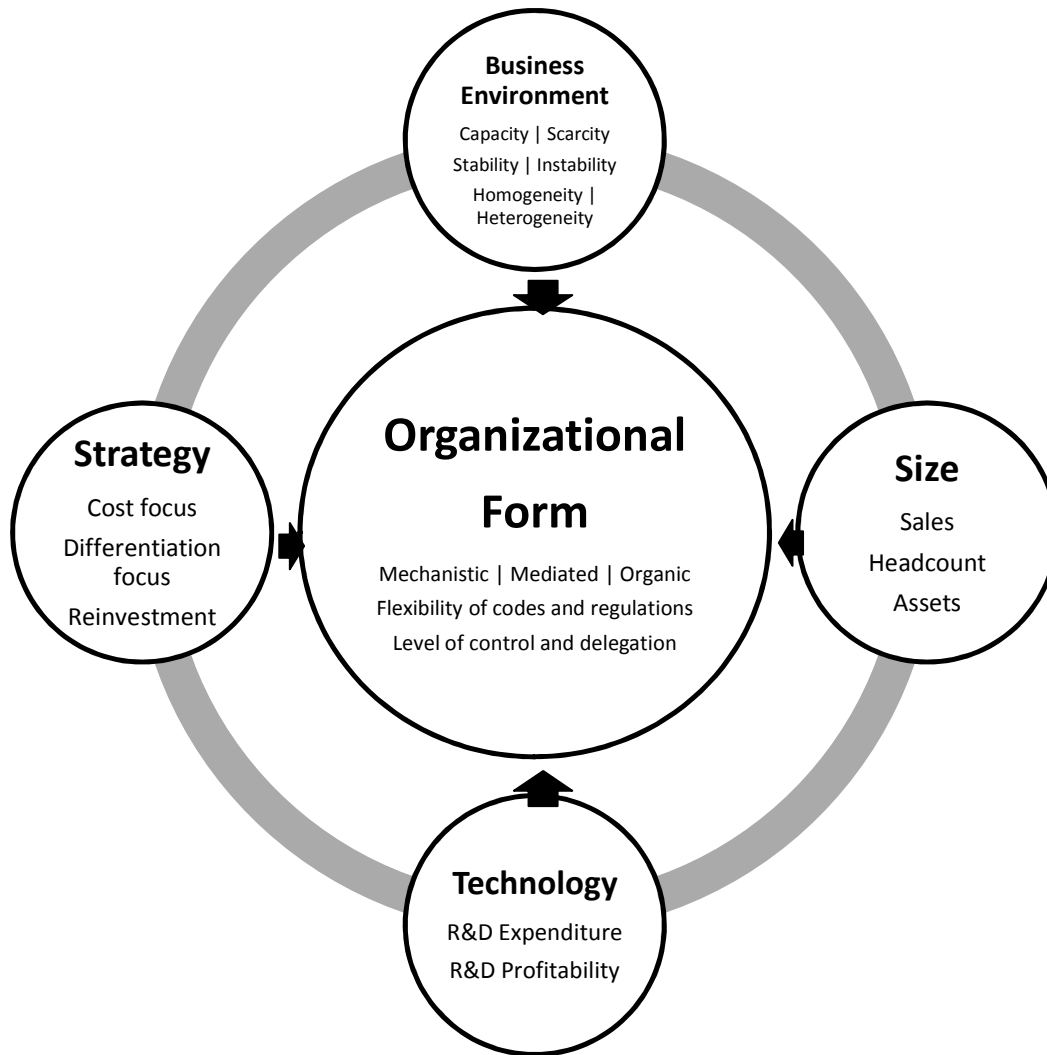 Business
Environment
Capacity | Scarcity
Stability | Instability
Homogeneity |
Heterogeneity
Strategy
Cost focus
Differentiation
focus
Reinvestment
Organizational
Form
Mechanistic | Mediated | Organic
Flexibility of codes and regulations
Level of control and delegation
Size
Sales
Headcount
Assets
Technology
R&D Expenditure
R&D Profitability